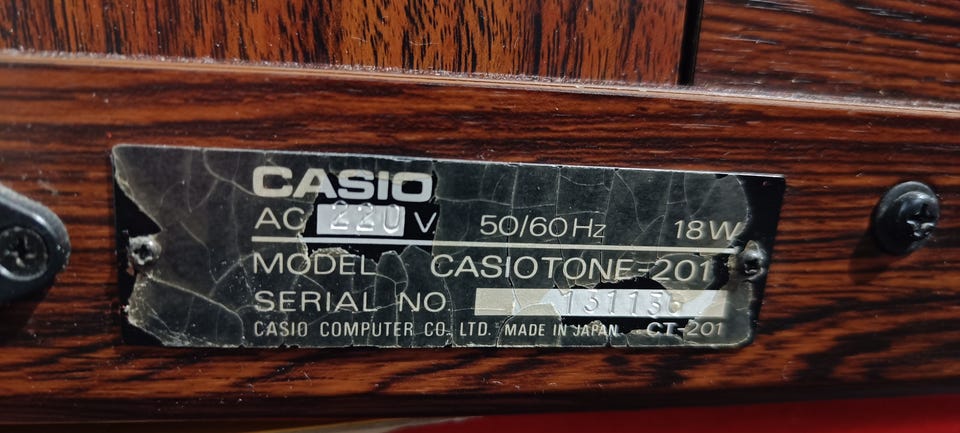 CASIO
AC 220 V 50/60Hz 18W
MODEL CASIOTONE-201
SERIAL NO 131136
CASIO COMPUTER CO. LTD. MADE IN JAPAN CT-201